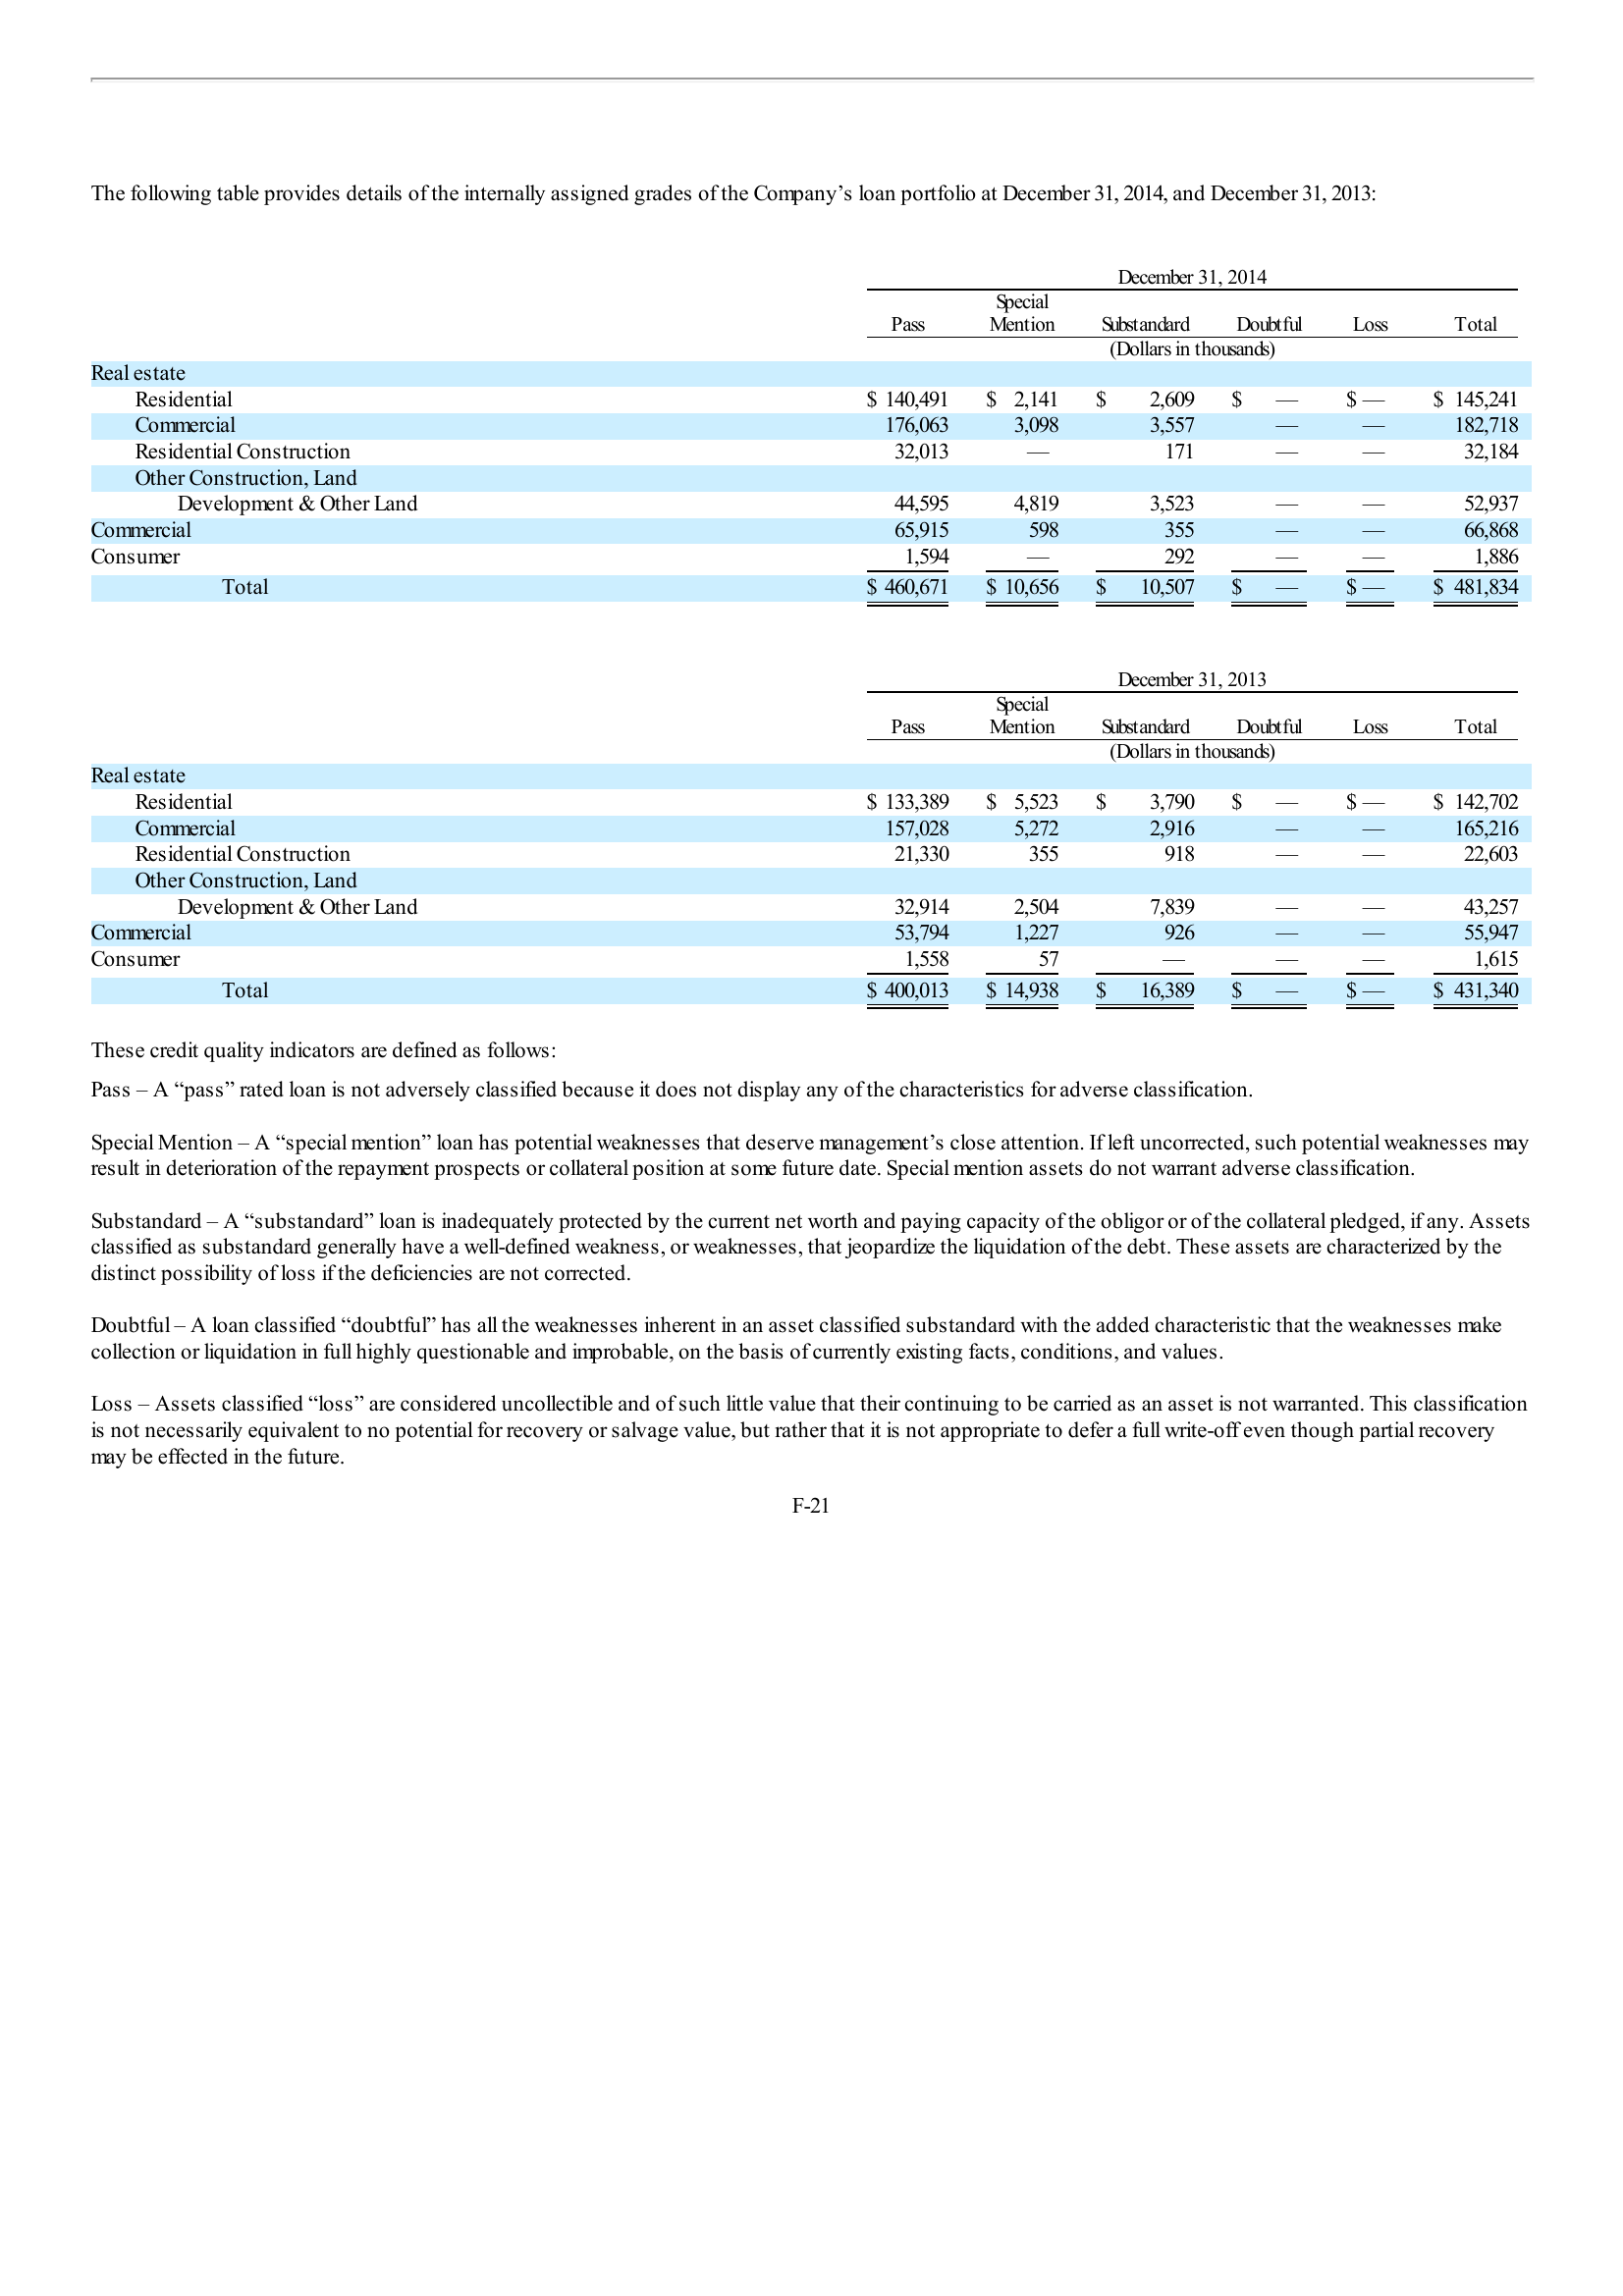 The following table provides details of the internally assigned grades of the Company’s loan portfolio at December 31, 2014, and December 31, 2013:
December 31, 2014
Special
Pass Mention Substandard Doubtful Loss Total
(Dollars in thousands)
Real estate
Residential $ 140,491 $ 2,141 $ 2,609 $ — $ — $ 145,241
Commercial 176,063 3,098 3,557 — — 182,718
Residential Construction 32,013 — 171 — — 32,184
Other Construction, Land
Development & Other Land 44,595 4,819 3,523 — — 52,937
Commercial 65,915 598 355 — — 66,868
Consumer 1,594 — 292 — — 1,886
Total $ 460,671 $ 10,656 $ 10,507 $ — $ — $ 481,834
December 31, 2013
Special
Pass Mention Substandard Doubtful Loss Total
(Dollars in thousands)
Real estate
Residential $ 133,389 $ 5,523 $ 3,790 $ — $ — $ 142,702
Commercial 157,028 5,272 2,916 — — 165,216
Residential Construction 21,330 355 918 — — 22,603
Other Construction, Land
Development & Other Land 32,914 2,504 7,839 — — 43,257
Commercial 53,794 1,227 926 — — 55,947
Consumer 1,558 57 — — — 1,615
Total $ 400,013 $ 14,938 $ 16,389 $ — $ — $ 431,340
These credit quality indicators are defined as follows:
Pass – A “pass” rated loan is not adversely classified because it does not display any of the characteristics for adverse classification.
Special Mention – A “special mention” loan has potential weaknesses that deserve management’s close attention. If left uncorrected, such potential weaknesses may
result in deterioration of the repayment prospects or collateral position at some future date. Special mention assets do not warrant adverse classification.
Substandard – A “substandard” loan is inadequately protected by the current net worth and paying capacity of the obligor or of the collateral pledged, if any. Assets
classified as substandard generally have a well-defined weakness, or weaknesses, that jeopardize the liquidation of the debt. These assets are characterized by the
distinct possibility of loss if the deficiencies are not corrected.
Doubtful – A loan classified “doubtful” has all the weaknesses inherent in an asset classified substandard with the added characteristic that the weaknesses make
collection or liquidation in full highly questionable and improbable, on the basis of currently existing facts, conditions, and values.
Loss – Assets classified “loss” are considered uncollectible and of such little value that their continuing to be carried as an asset is not warranted. This classification
is not necessarily equivalent to no potential for recovery or salvage value, but rather that it is not appropriate to defer a full write-off even though partial recovery
may be effected in the future.
F-21